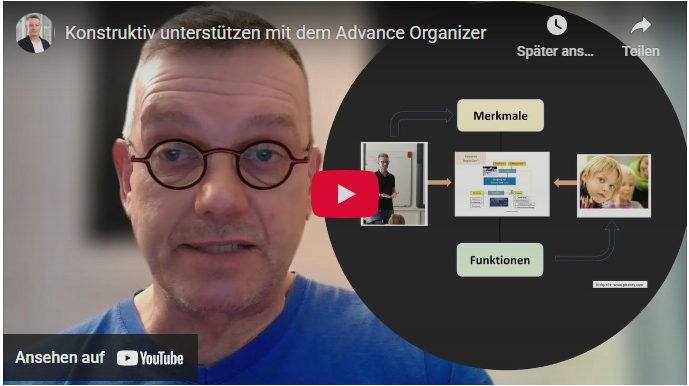 Konstruktiv unterstützen mit dem Advance Organizer
Später ans...
Teilen
Merkmale
Funktionen
Ansehen auf YouTube